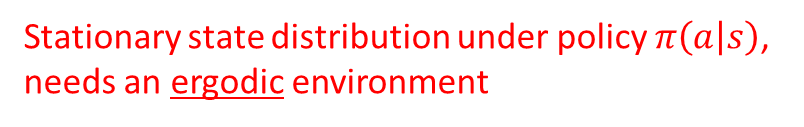 Stationary state distribution under policy 𝜋(𝑎|𝑠),
needs an ergodic environment